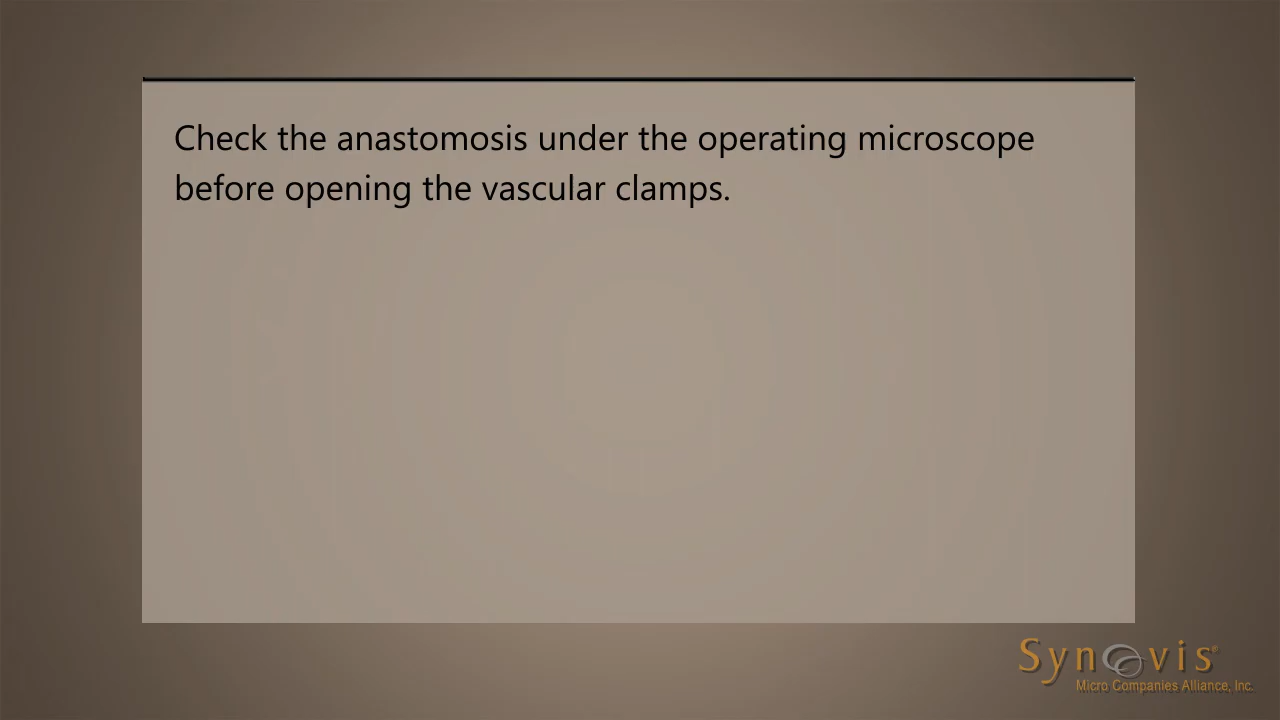 Check the anastomosis under the operating microscope
before opening the vascular clamps.
Synovis®
Micro Companies Alliance, Inc.